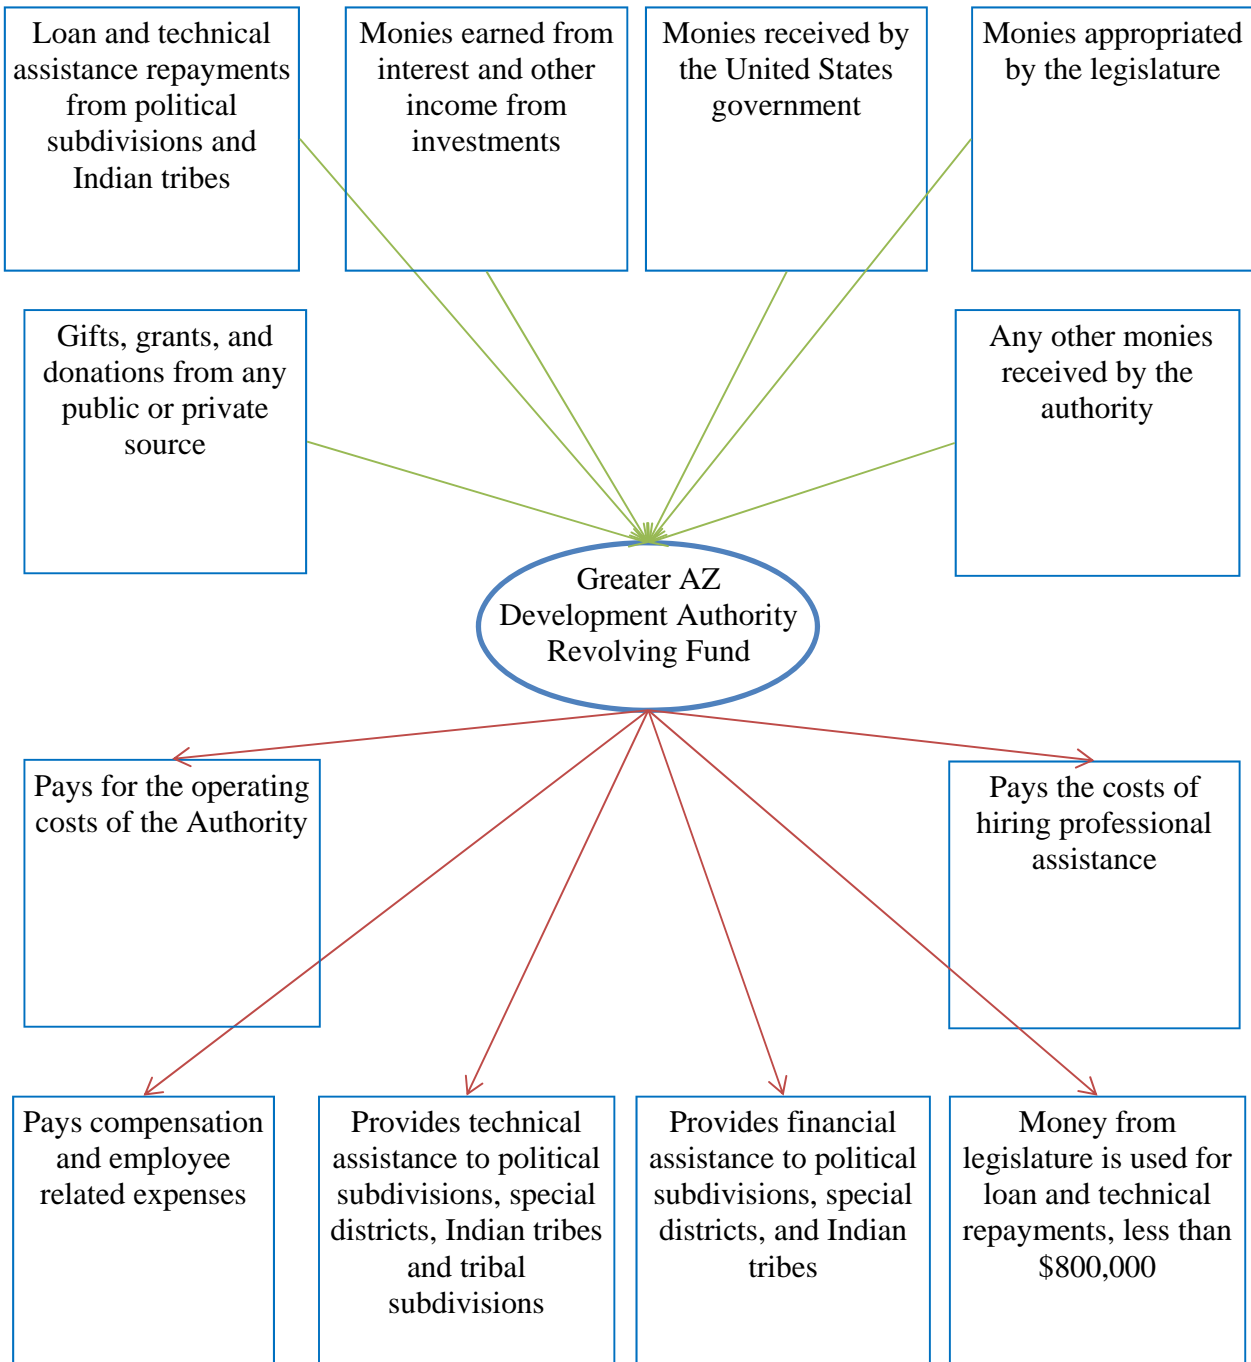 Loan and technical
assistance repayments
from political
subdivisions and
Indian tribes
Monies earned from
interest and other
income from
investments
Monies received by
the United States
government
Monies appropriated
by the legislature
Gifts, grants, and
donations from any
public or private
source
Any other monies
received by the
authority
Greater AZ
Development Authority
Revolving Fund
Pays for the operating
costs of the Authority
Pays the costs of
hiring professional
assistance
Pays compensation
and employee
related expenses
Provides technical
assistance to political
subdivisions, special
districts, Indian tribes
and tribal
subdivisions
Provides financial
assistance to political
subdivisions, special
districts, and Indian
tribes
Money from
legislature is used for
loan and technical
repayments, less than
$800,000